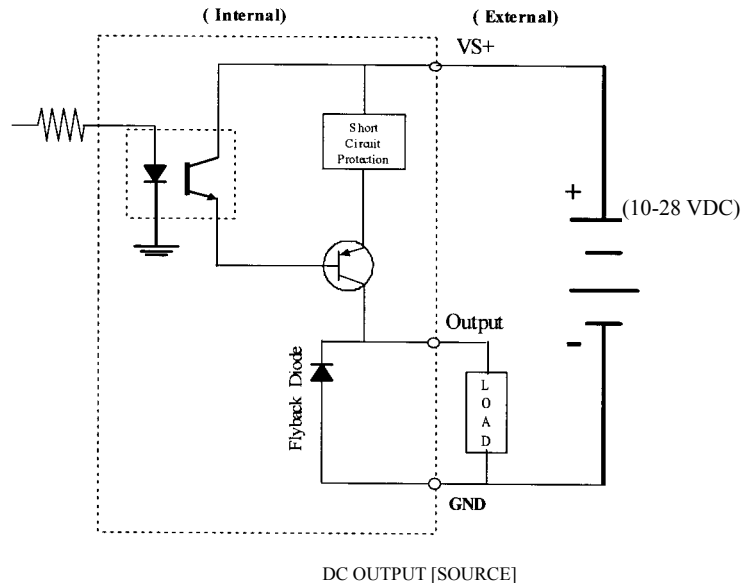 ( Internal)
( External)
VS+
Short
Circuit
Protection
+
(10-28 VDC)
Output
-
Flyback Diode
L
O
A
D
GND
DC OUTPUT [SOURCE]